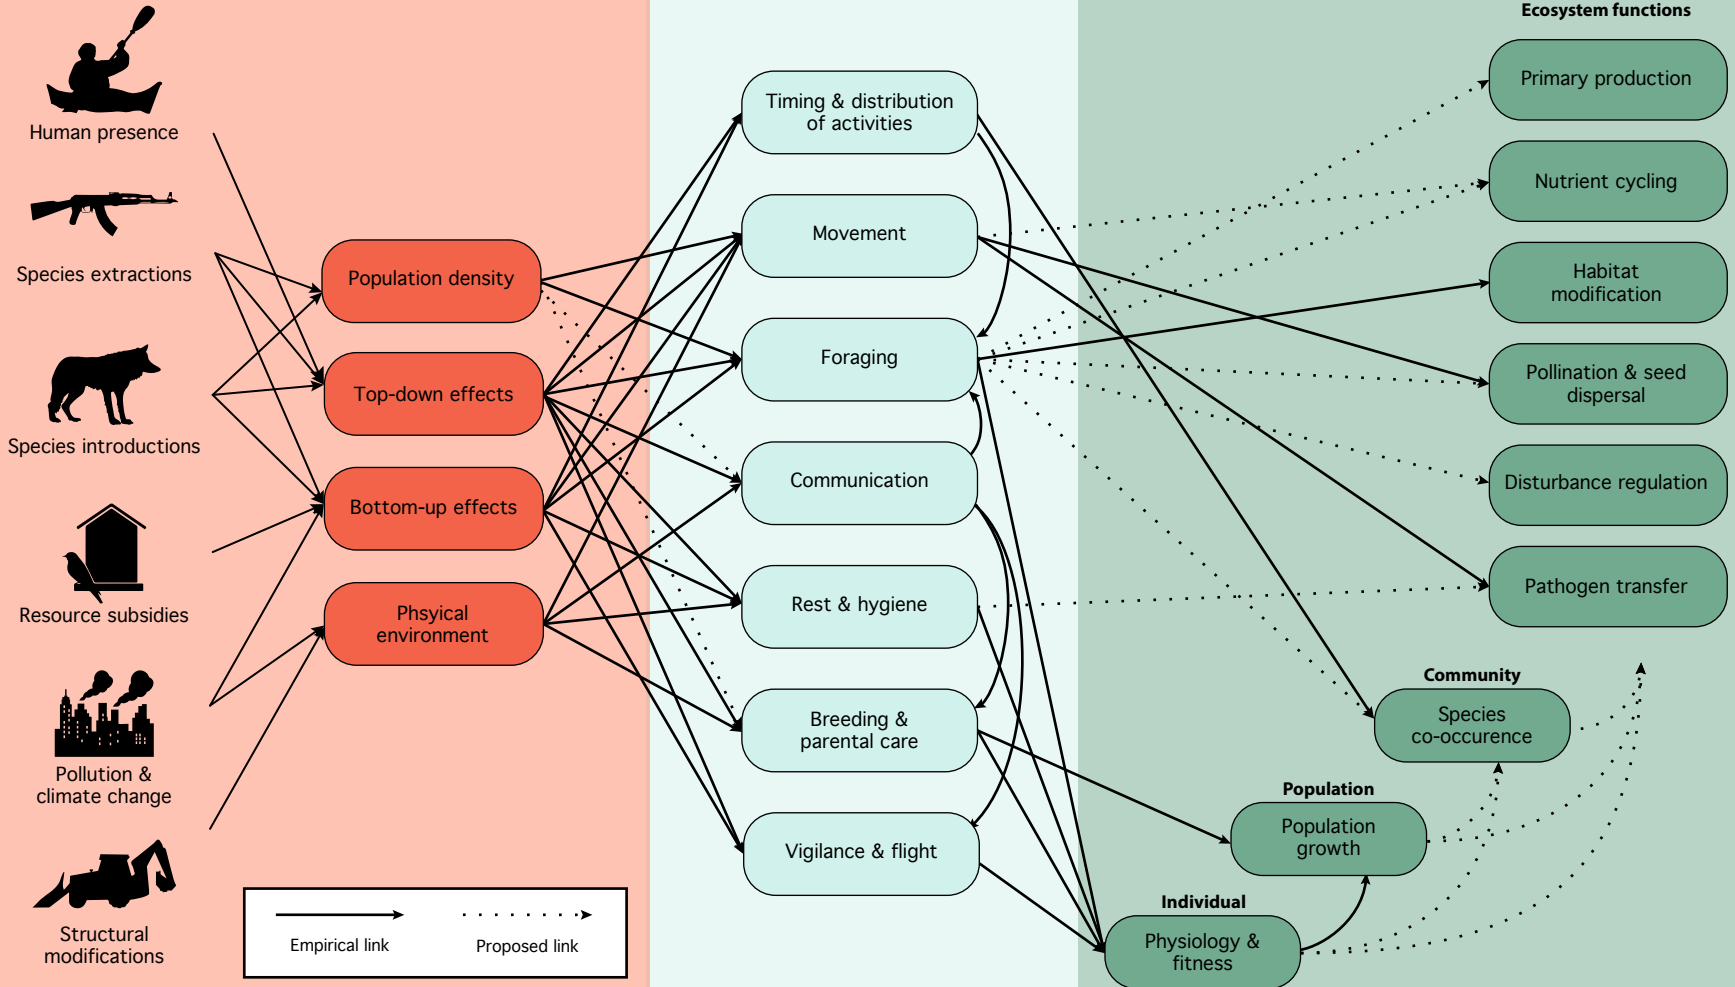 Human presence
Species extractions
Species introductions
Resource subsidies
Pollution &
climate change
Structural
modifications
Population density
Top-down effects
Bottom-up effects
Phsyical
environment
Empirical link
Proposed link
Timing & distribution
of activities
Movement
Foraging
Communication
Rest & hygiene
Breeding &
parental care
Vigilance & flight
Ecosystem functions
Primary production
Nutrient cycling
Habitat
modification
Pollination & seed
dispersal
Disturbance regulation
Pathogen transfer
Community
Species
co-occurence
Population
Population
growth
Individual
Physiology &
fitness